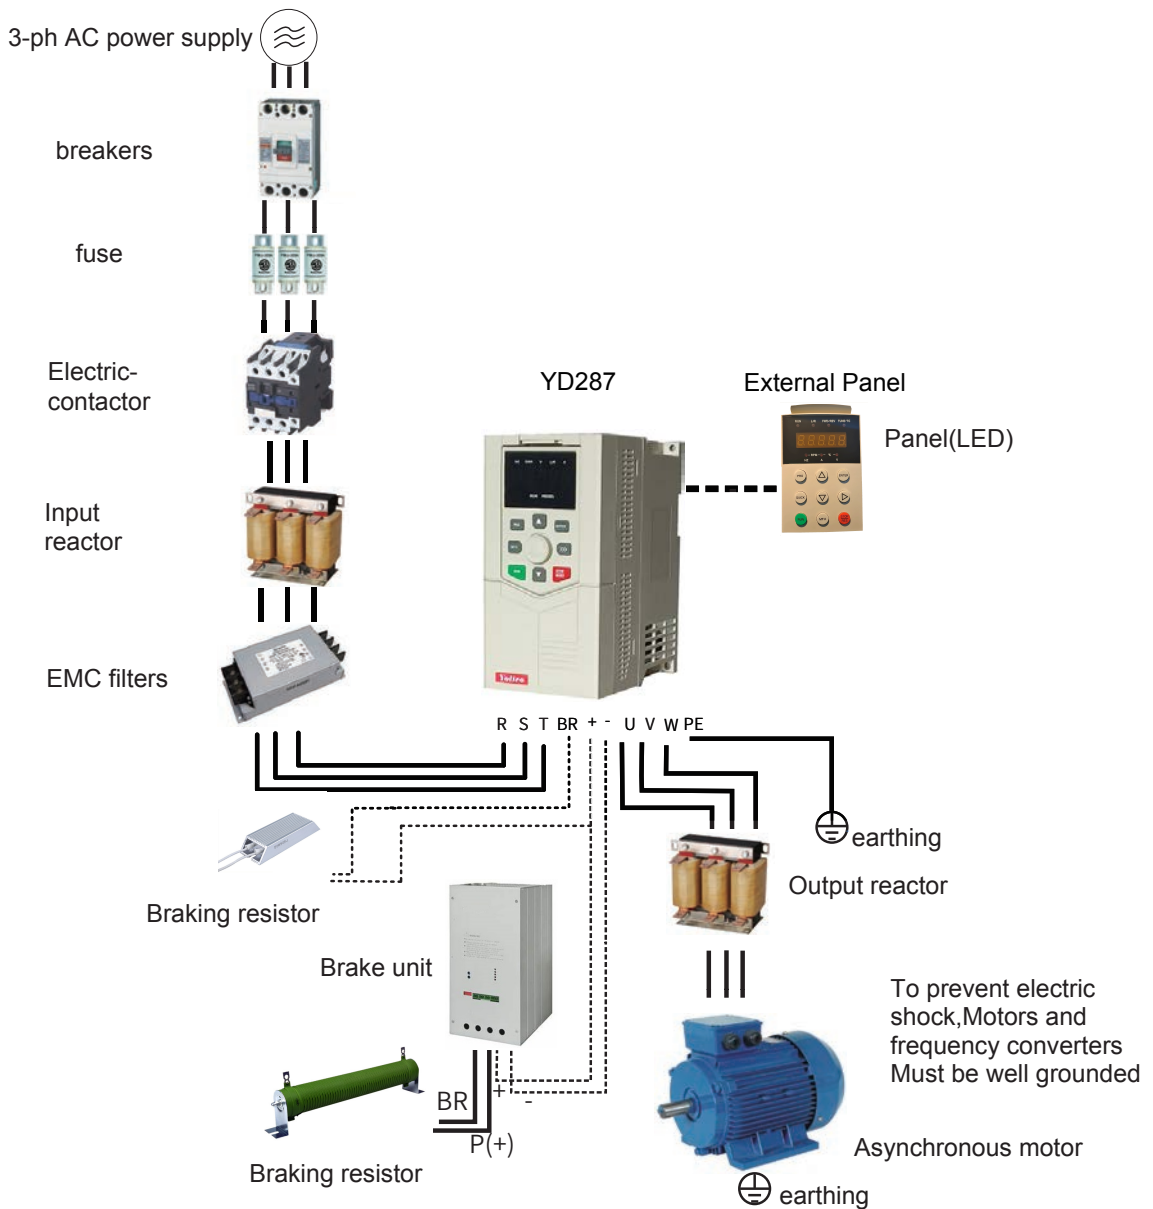 3-ph AC power supply
breakers
fuse
Electric-
contactor
YD287
External Panel
Panel(LED)
Input
reactor
EMC filters
R S T BR + - U V W PE
earthing
Output reactor
Braking resistor
Brake unit
To prevent electric
shock,Motors and
frequency converters
Must be well grounded
BR
+
-
P(+)
Asynchronous motor
Braking resistor
earthing